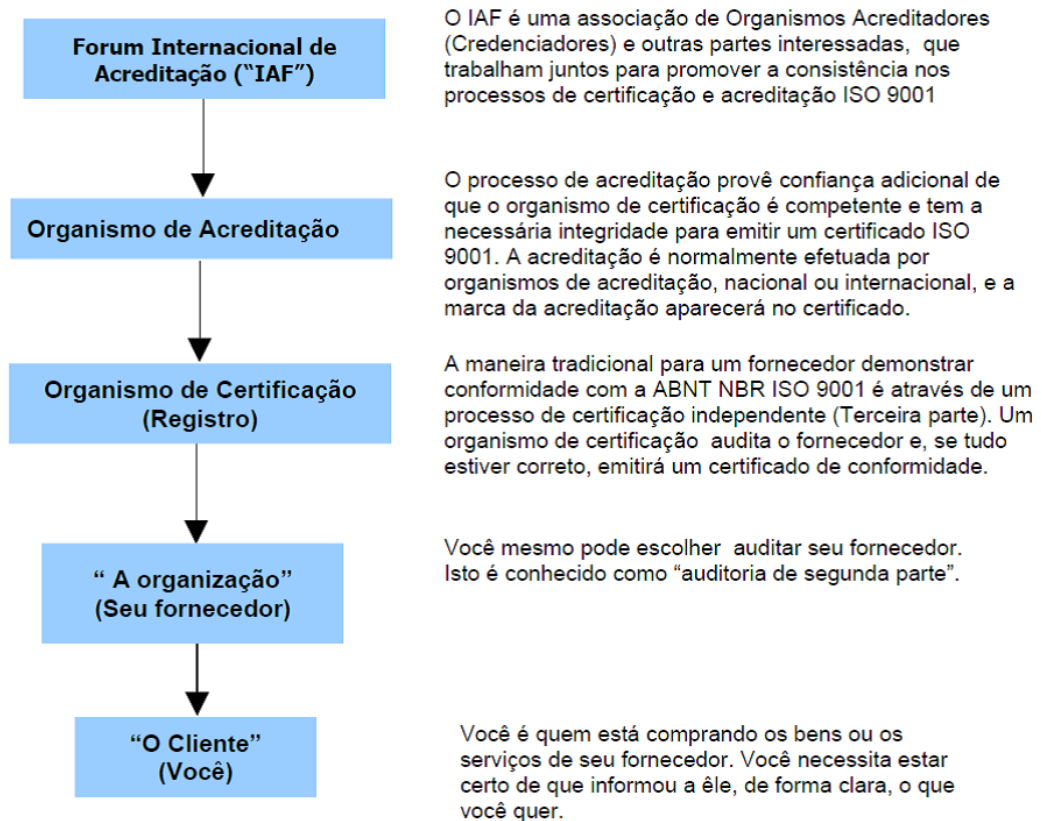 Forum Internacional de
Acreditação (“IAF”)
O IAF é uma associação de Organismos Acreditadores
(Credenciadores) e outras partes interessadas, que
trabalham juntos para promover a consistência nos
processos de certificação e acreditação ISO 9001
Organismo de Acreditação
O processo de acreditação provê confiança adicional de
que o organismo de certificação é competente e tem a
necessária integridade para emitir um certificado ISO
9001. A acreditação é normalmente efetuada por
organismos de acreditação, nacional ou internacional, e a
marca da acreditação aparecerá no certificado.
Organismo de Certificação
(Registro)
A maneira tradicional para um fornecedor demonstrar
conformidade com a ABNT NBR ISO 9001 é através de um
processo de certificação independente (Terceira parte). Um
organismo de certificação audita o fornecedor e, se tudo
estiver correto, emitirá um certificado de conformidade.
“ A organização”
(Seu fornecedor)
Você mesmo pode escolher auditar seu fornecedor.
Isto é conhecido como “auditoria de segunda parte”.
“O Cliente”
(Você)
Você é quem está comprando os bens ou os
serviços de seu fornecedor. Você necessita estar
certo de que informou a êle, de forma clara, o que
você quer.